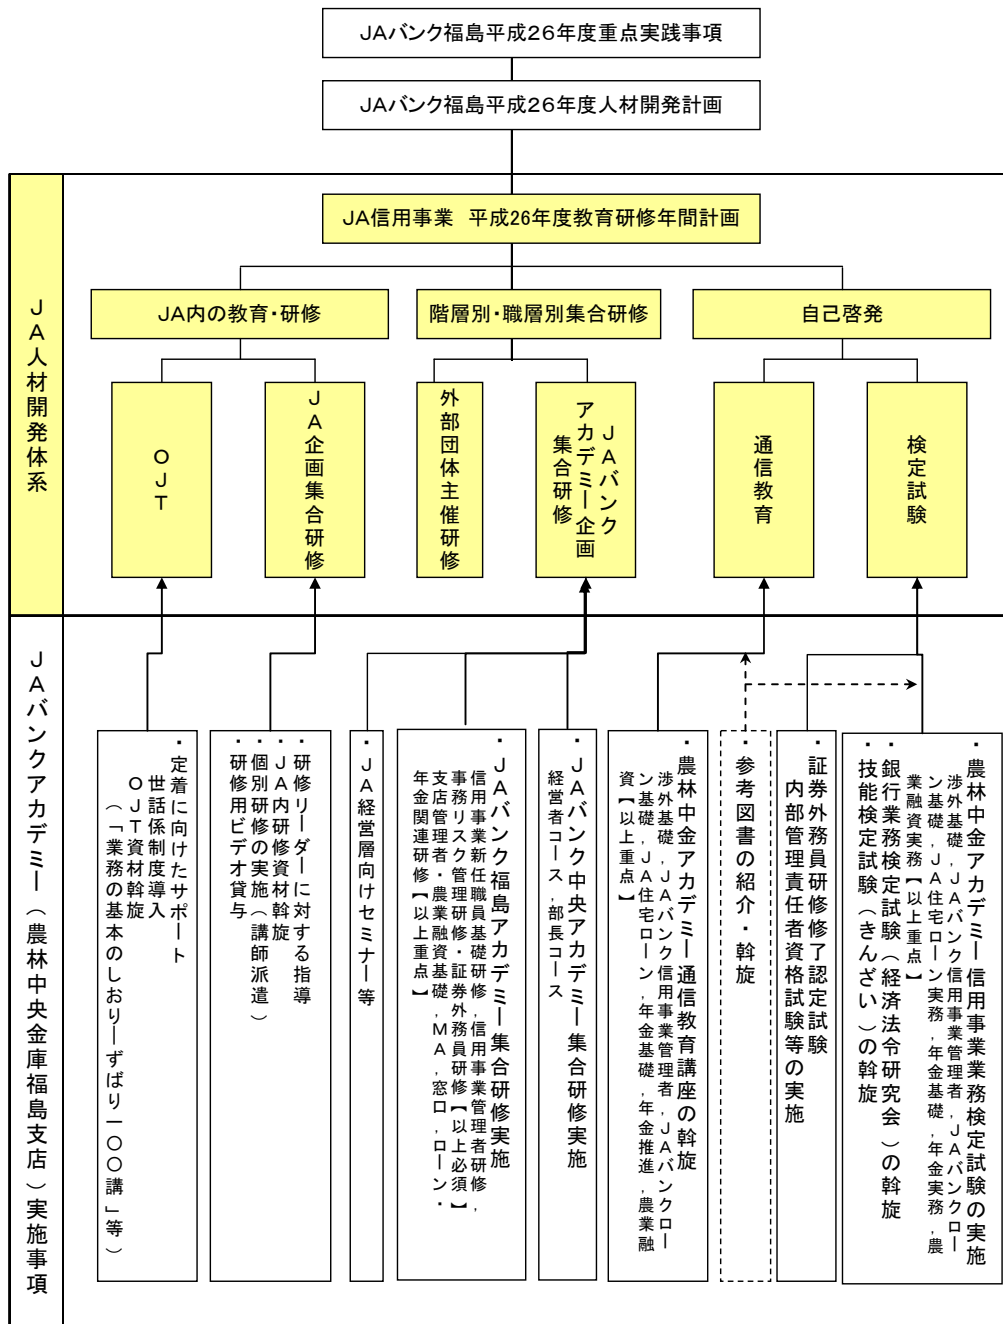 JAバンク福島平成26年度重点実践事項
JAバンク福島平成26年度人材開発計画
JA人材開発体系
JA信用事業　平成26年度教育研修年間計画
JA内の教育・研修
階層別・職層別集合研修
自己啓発
OJT
JA企画集合研修
外部団体主催研修
JAバンク
アカデミー企画
集合研修
通信教育
検定試験
JAバンクアカデミー（農林中央金庫福島支店）実施事項
・定着に向けたサポート
世話係制度導入
OJT資材斡旋
（「業務の基本のしおり―ずばり一〇〇講」等）
・研修リーダーに対する指導
・JA内研修資材斡旋
・個別研修の実施（講師派遣）
・研修用ビデオ貸与
・JA経営層向けセミナー等
・JAバンク福島アカデミー集合研修実施
信用事業新任職員基礎研修，信用事業管理者研修，
事務リスク管理研修・証券外務員研修【以上必須】，
支店管理者・農業融資基礎，MA，窓口，ローン・
年金関連研修【以上重点】
・JAバンク中央アカデミー集合研修実施
経営者コース，部長コース
・農林中金アカデミー通信教育講座の斡旋
渉外基礎，JAバンク信用事業管理者，JAバンクロー
ン基礎，JA住宅ローン，年金基礎，年金推進，農業融
資【以上重点】
・参考図書の紹介・斡旋
・証券外務員研修修了認定試験
内部管理責任者資格試験等の実施
・農林中金アカデミー信用事業業務検定試験の実施
渉外基礎，JAバンク信用事業管理者，JAバンクロー
ン基礎，JA住宅ローン実務，年金基礎，年金実務，農
業融資実務【以上重点】
・銀行業務検定試験（経済法令研究会）の斡旋
・技能検定試験（きんざい）の斡旋